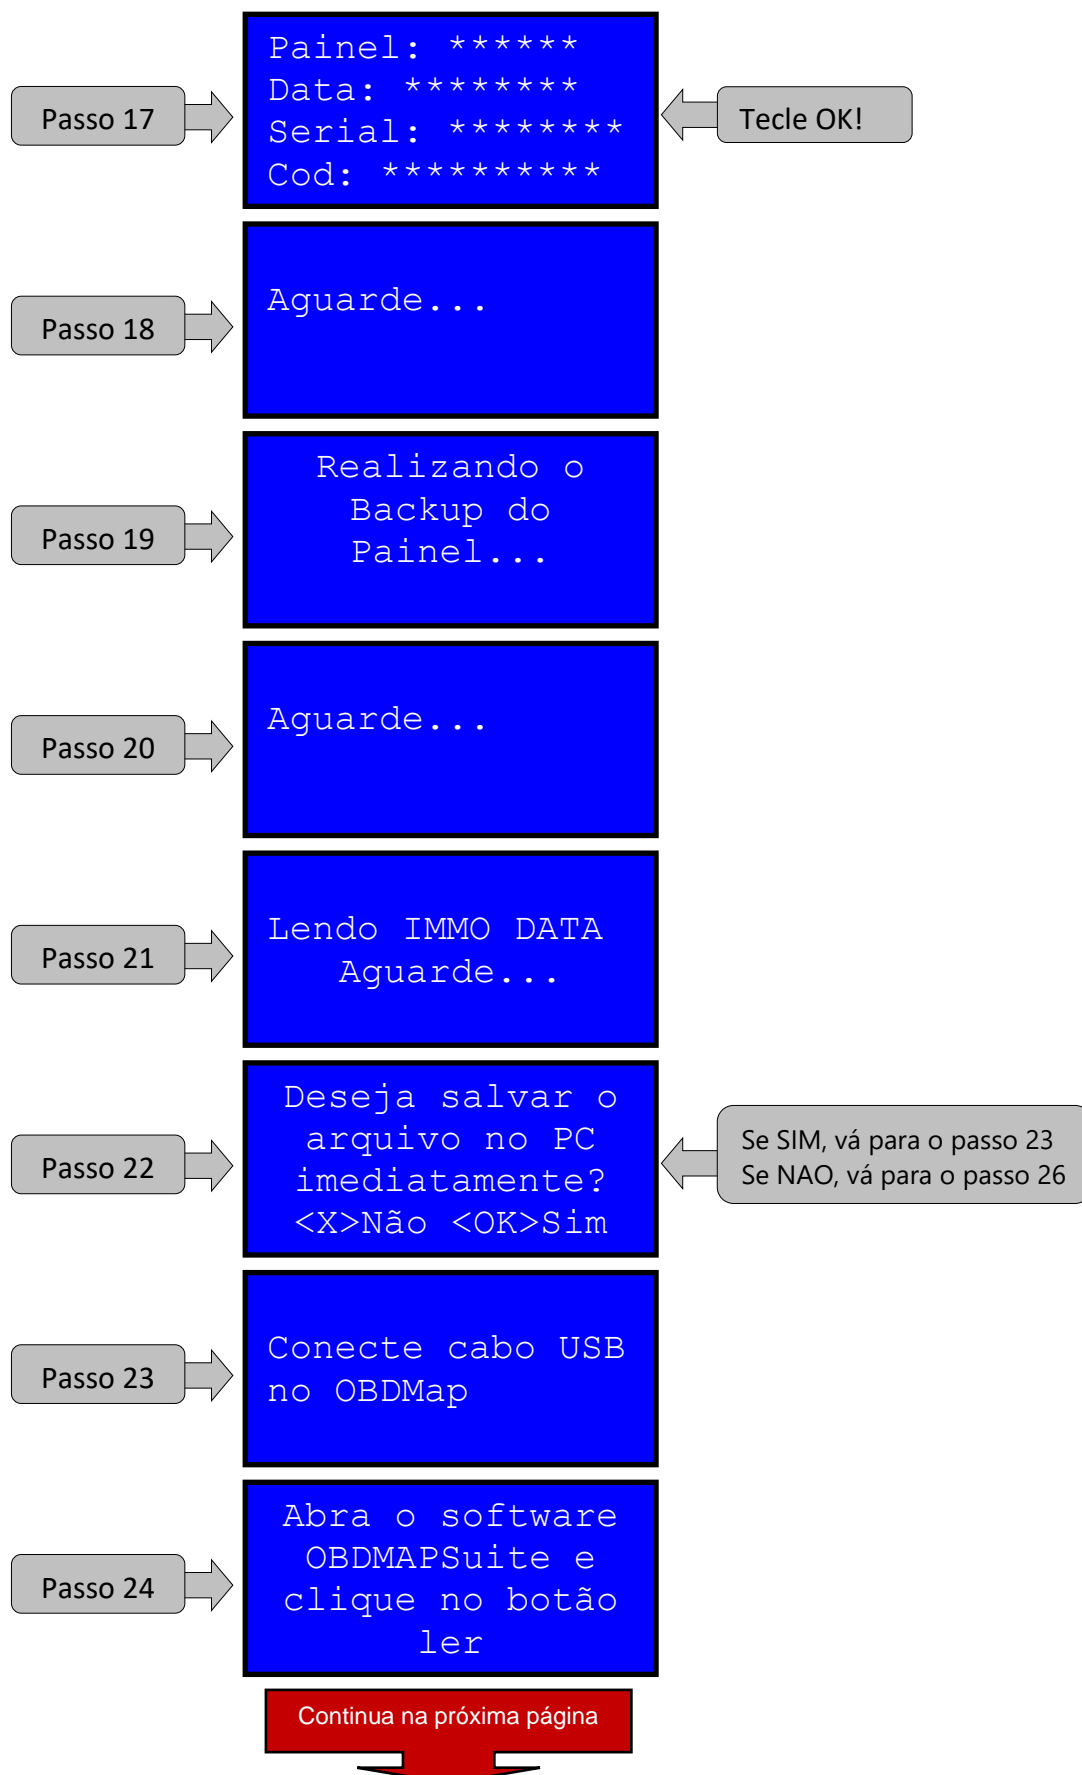 Passo 17
Painel: ******
Data: ********
Serial: ********
Cod: **********
Tecle OK!
Passo 18
Aguarde...
Passo 19
Realizando o
Backup do
Painel...
Passo 20
Aguarde...
Passo 21
Lendo IMMO DATA
Aguarde...
Passo 22
Deseja salvar o
arquivo no PC
imediatamente?
<X>Não <OK>Sim
Se SIM, vá para o passo 23
Se NAO, vá para o passo 26
Passo 23
Conecte cabo USB
no OBDMap
Passo 24
Abra o software
OBDMAPSuite e
clique no botão
ler
Continua na próxima página